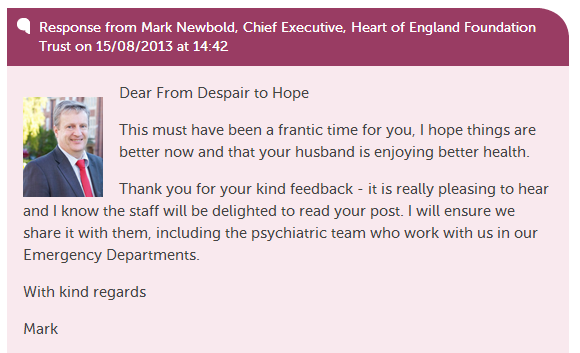 Response from Mark Newbold, Chief Executive, Heart of England Foundation
Trust on 15/08/2013 at 14:42
Dear From Despair to Hope
This must have been a frantic time for you, I hope things are
better now and that your husband is enjoying better health.
Thank you for your kind feedback - it is really pleasing to hear
and I know the staff will be delighted to read your post. I will ensure we
share it with them, including the psychiatric team who work with us in our
Emergency Departments.
With kind regards
Mark